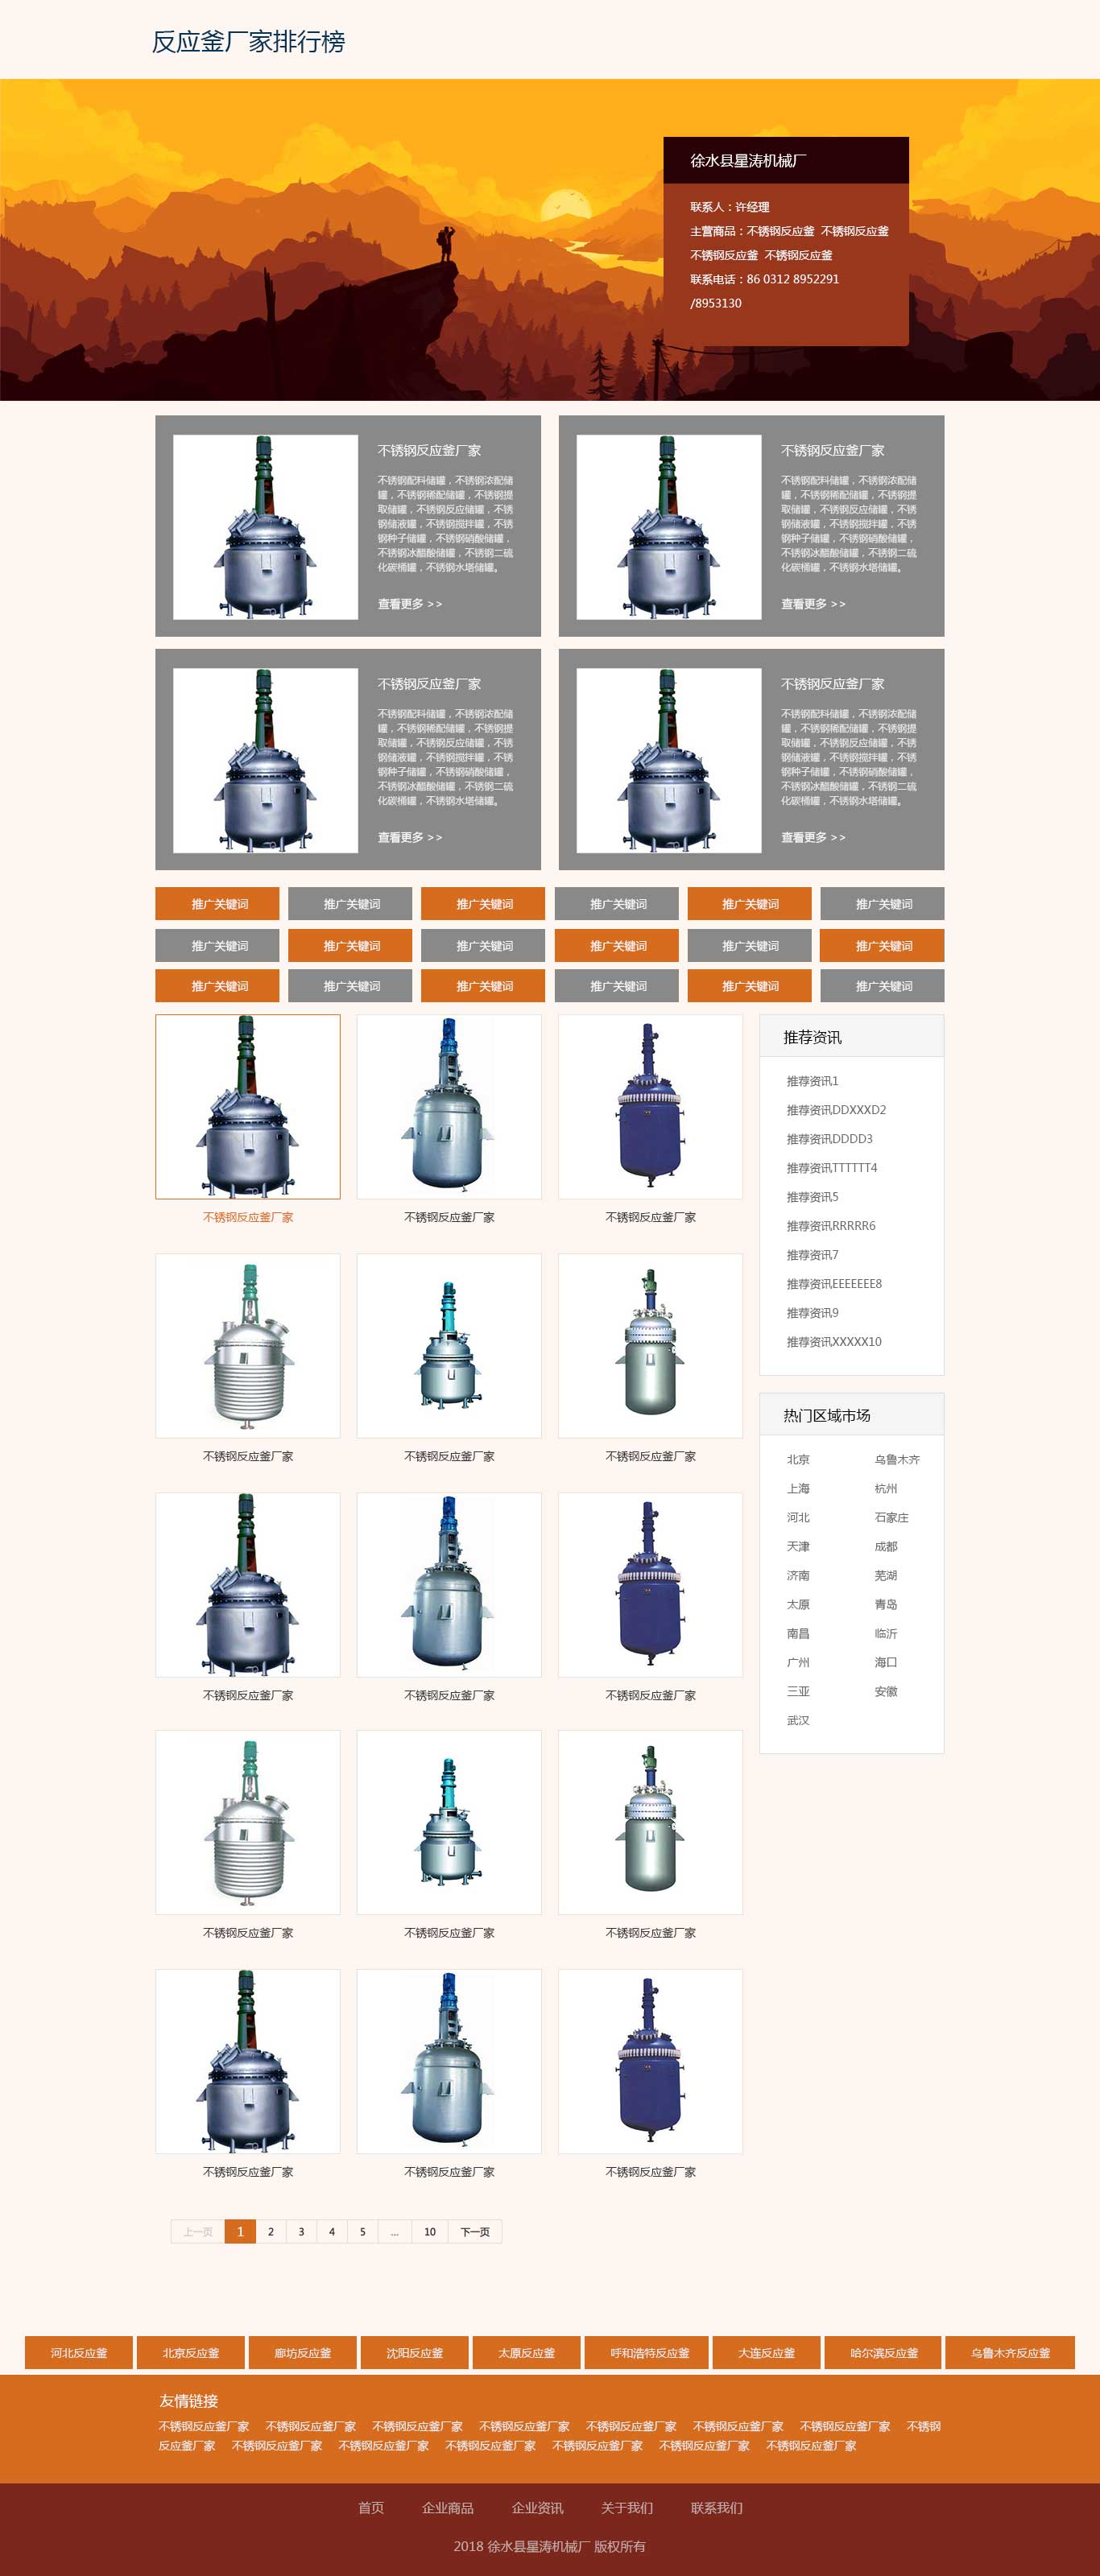 反应釜厂家排行榜
徐水县星涛机械厂
联系人：许经理
主营商品：不锈钢反应釜 不锈钢反应釜
不锈钢反应釜 不锈钢反应釜
联系电话：86 0312 8952291
/8953130
不锈钢反应釜厂家
不锈钢配料储罐，不锈钢浓配储
罐，不锈钢稀配储罐，不锈钢提
取储罐，不锈钢反应储罐，不锈
钢储液罐，不锈钢搅拌罐，不锈
钢种子储罐，不锈钢硝酸储罐，
不锈钢冰醋酸储罐，不锈钢二硫
化碳桶罐，不锈钢水塔储罐。
查看更多 >>
不锈钢反应釜厂家
不锈钢配料储罐，不锈钢浓配储
罐，不锈钢稀配储罐，不锈钢提
取储罐，不锈钢反应储罐，不锈
钢储液罐，不锈钢搅拌罐，不锈
钢种子储罐，不锈钢硝酸储罐，
不锈钢冰醋酸储罐，不锈钢二硫
化碳桶罐，不锈钢水塔储罐。
查看更多 >>
不锈钢反应釜厂家
不锈钢配料储罐，不锈钢浓配储
罐，不锈钢稀配储罐，不锈钢提
取储罐，不锈钢反应储罐，不锈
钢储液罐，不锈钢搅拌罐，不锈
钢种子储罐，不锈钢硝酸储罐，
不锈钢冰醋酸储罐，不锈钢二硫
化碳桶罐，不锈钢水塔储罐。
查看更多 >>
不锈钢反应釜厂家
不锈钢配料储罐，不锈钢浓配储
罐，不锈钢稀配储罐，不锈钢提
取储罐，不锈钢反应储罐，不锈
钢储液罐，不锈钢搅拌罐，不锈
钢种子储罐，不锈钢硝酸储罐，
不锈钢冰醋酸储罐，不锈钢二硫
化碳桶罐，不锈钢水塔储罐。
查看更多 >>
推广关键词 推广关键词 推广关键词 推广关键词 推广关键词 推广关键词
推广关键词 推广关键词 推广关键词 推广关键词 推广关键词 推广关键词
推广关键词 推广关键词 推广关键词 推广关键词 推广关键词 推广关键词
不锈钢反应釜厂家 不锈钢反应釜厂家 不锈钢反应釜厂家
不锈钢反应釜厂家 不锈钢反应釜厂家 不锈钢反应釜厂家
不锈钢反应釜厂家 不锈钢反应釜厂家 不锈钢反应釜厂家
不锈钢反应釜厂家 不锈钢反应釜厂家 不锈钢反应釜厂家
不锈钢反应釜厂家 不锈钢反应釜厂家 不锈钢反应釜厂家
推荐资讯
推荐资讯1
推荐资讯DDXXXD2
推荐资讯DDDD3
推荐资讯TTTTTT4
推荐资讯5
推荐资讯RRRRR6
推荐资讯7
推荐资讯EEEEEEE8
推荐资讯9
推荐资讯XXXXX10
热门区域市场
北京 乌鲁木齐
上海 杭州
河北 石家庄
天津 成都
济南 芜湖
太原 青岛
南昌 临沂
广州 海口
三亚 安徽
武汉
上一页 1 2 3 4 5 ... 10 下一页
河北反应釜 北京反应釜 廊坊反应釜 沈阳反应釜 太原反应釜 呼和浩特反应釜 大连反应釜 哈尔滨反应釜 乌鲁木齐反应釜
友情链接
不锈钢反应釜厂家 不锈钢反应釜厂家 不锈钢反应釜厂家 不锈钢反应釜厂家 不锈钢反应釜厂家 不锈钢反应釜厂家 不锈钢反应釜厂家 不锈钢
反应釜厂家 不锈钢反应釜厂家 不锈钢反应釜厂家 不锈钢反应釜厂家 不锈钢反应釜厂家 不锈钢反应釜厂家 不锈钢反应釜厂家
首页 企业商品 企业资讯 关于我们 联系我们
2018 徐水县星涛机械厂 版权所有